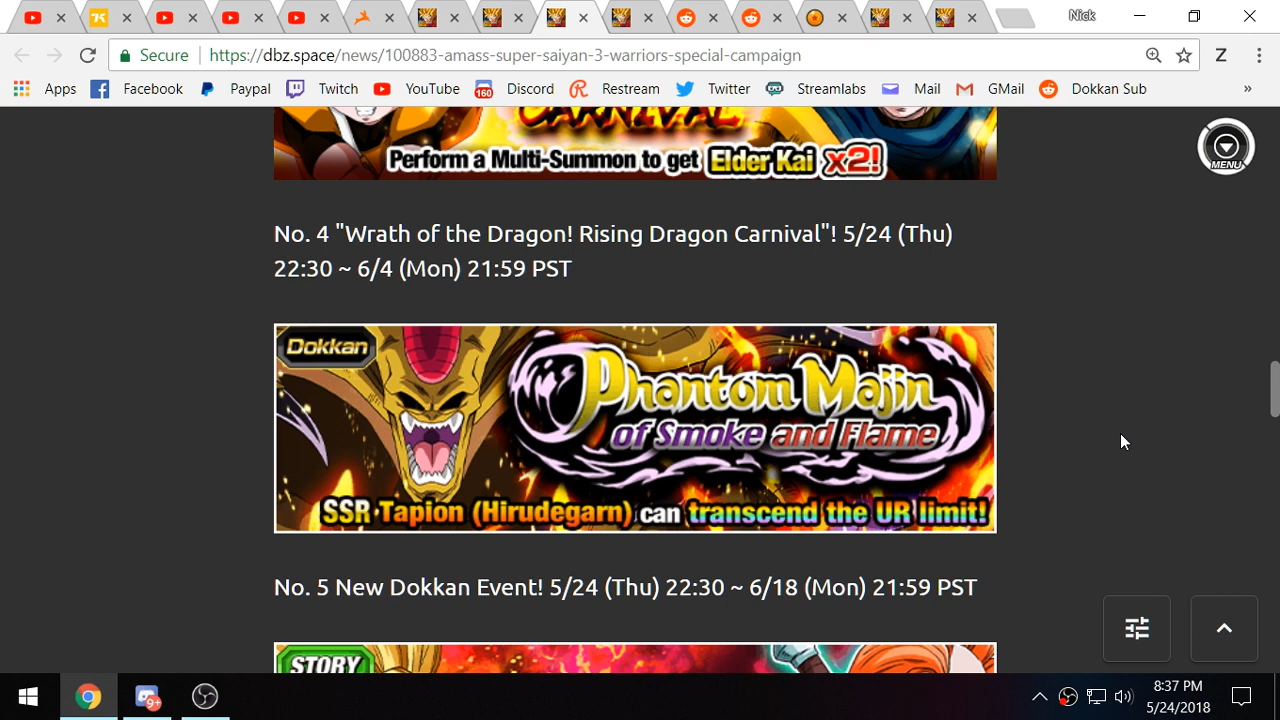 Nick
Secure
https://dbz.space/news/100883-amass-super-saiyan-3-warriors-special-campaign
Z
Apps
Facebook
Paypal
Twitch
YouTube
160
Discord
Restream
Twitter
Streamlabs
Mail
GMail
Dokkan Sub
»
CARNIVAL
Perform a Multi-Summon to get Elder Kai x2!
MENU
No. 4 "Wrath of the Dragon! Rising Dragon Carnival"! 5/24 (Thu)
22:30 ~ 6/4 (Mon) 21:59 PST
Dokkan
Phantom Majin
of Smoke and Flame
SSR Tapion (Hirudegarn) can transcend the UR limit!
No. 5 New Dokkan Event! 5/24 (Thu) 22:30 ~ 6/18 (Mon) 21:59 PST
STORY
9+
8:37 PM
5/24/2018